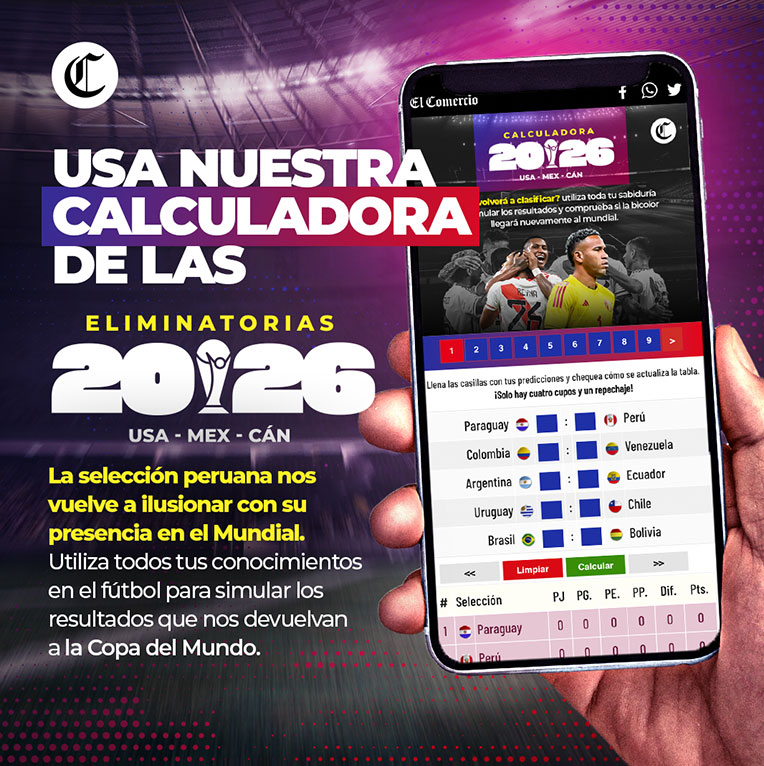 C
USA NUESTRA
CALCULADORA
DE LAS
ELIMINATORIAS
2026
USA - MEX - CÁN
La selección peruana nos
vuelve a ilusionar con su
presencia en el Mundial.
Utiliza todos tus conocimientos
en el fútbol para simular los
resultados que nos devuelvan
a la Copa del Mundo.
El Comercio
C
CALCULADORA
2026
USA - MEX - CÁN
volverá a clasificar? utiliza toda tu sabiduría
mular los resultados y comprueba si la bicolor
llegará nuevamente al mundial.
REYNA
26
1 2 3 4 5 6 7 8 9 >
Llena las casillas con tus predicciones y chequea cómo se actualiza la tabla.
¡Solo hay cuatro cupos y un repechaje!
Paraguay : Perú
Colombia : Venezuela
Argentina : Ecuador
Uruguay : Chile
Brasil : Bolivia
<< Limpiar Calcular >>
# Selección PJ PG. PE. PP. Dif. Pts.
1 Paraguay 0 0 0 0 0 0
Perú